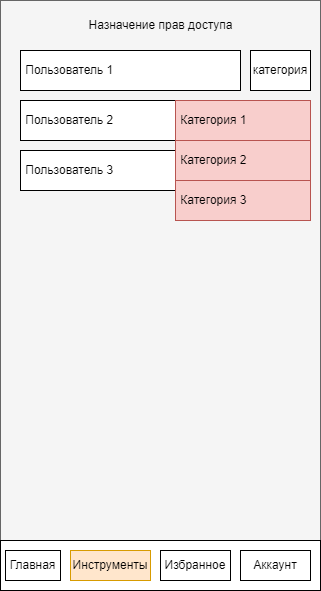 Назначение прав доступа
Пользователь 1
категория
Пользователь 2
Категория 1
Категория 2
Пользователь 3
Категория 3
Главная
Инструменты
Избранное
Аккаунт